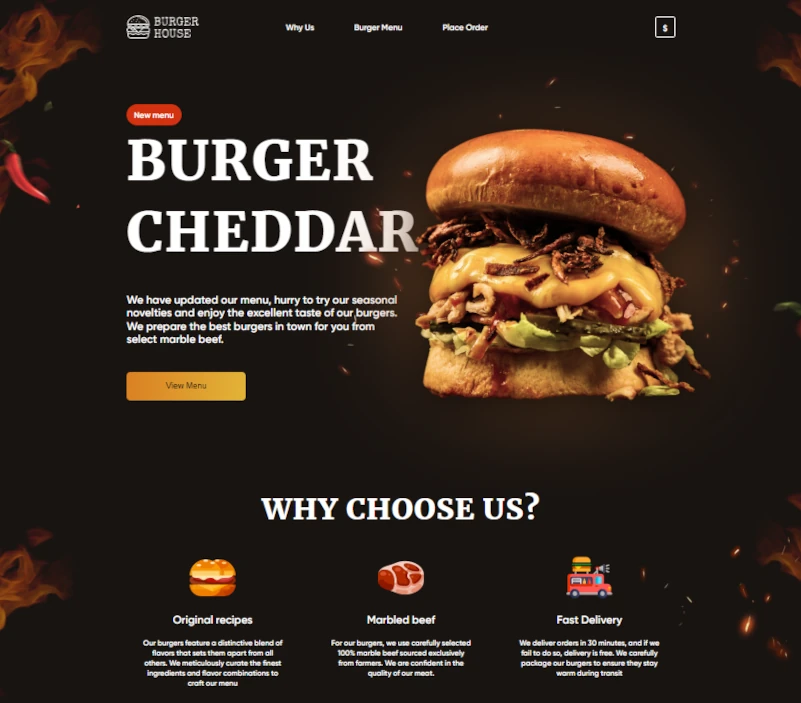 BURGER
HOUSE
Why Us
Burger Menu
Place Order
$
New menu
BURGER
CHEDDAR
We have updated our menu, hurry to try our seasonal
novelties and enjoy the excellent taste of our burgers.
We prepare the best burgers in town for you from
select marble beef.
View Menu
WHY CHOOSE US?
Original recipes
Our burgers feature a distinctive blend of
flavors that sets them apart from all
others. We meticulously curate the finest
ingredients and flavor combinations to
craft our menu
Marbled beef
For our burgers, we use carefully selected
100% marble beef sourced exclusively
from farmers. We are confident in the
quality of our meat.
Fast Delivery
We deliver orders in 30 minutes, and if we
fail to do so, delivery is free. We carefully
package our burgers to ensure they stay
warm during transit